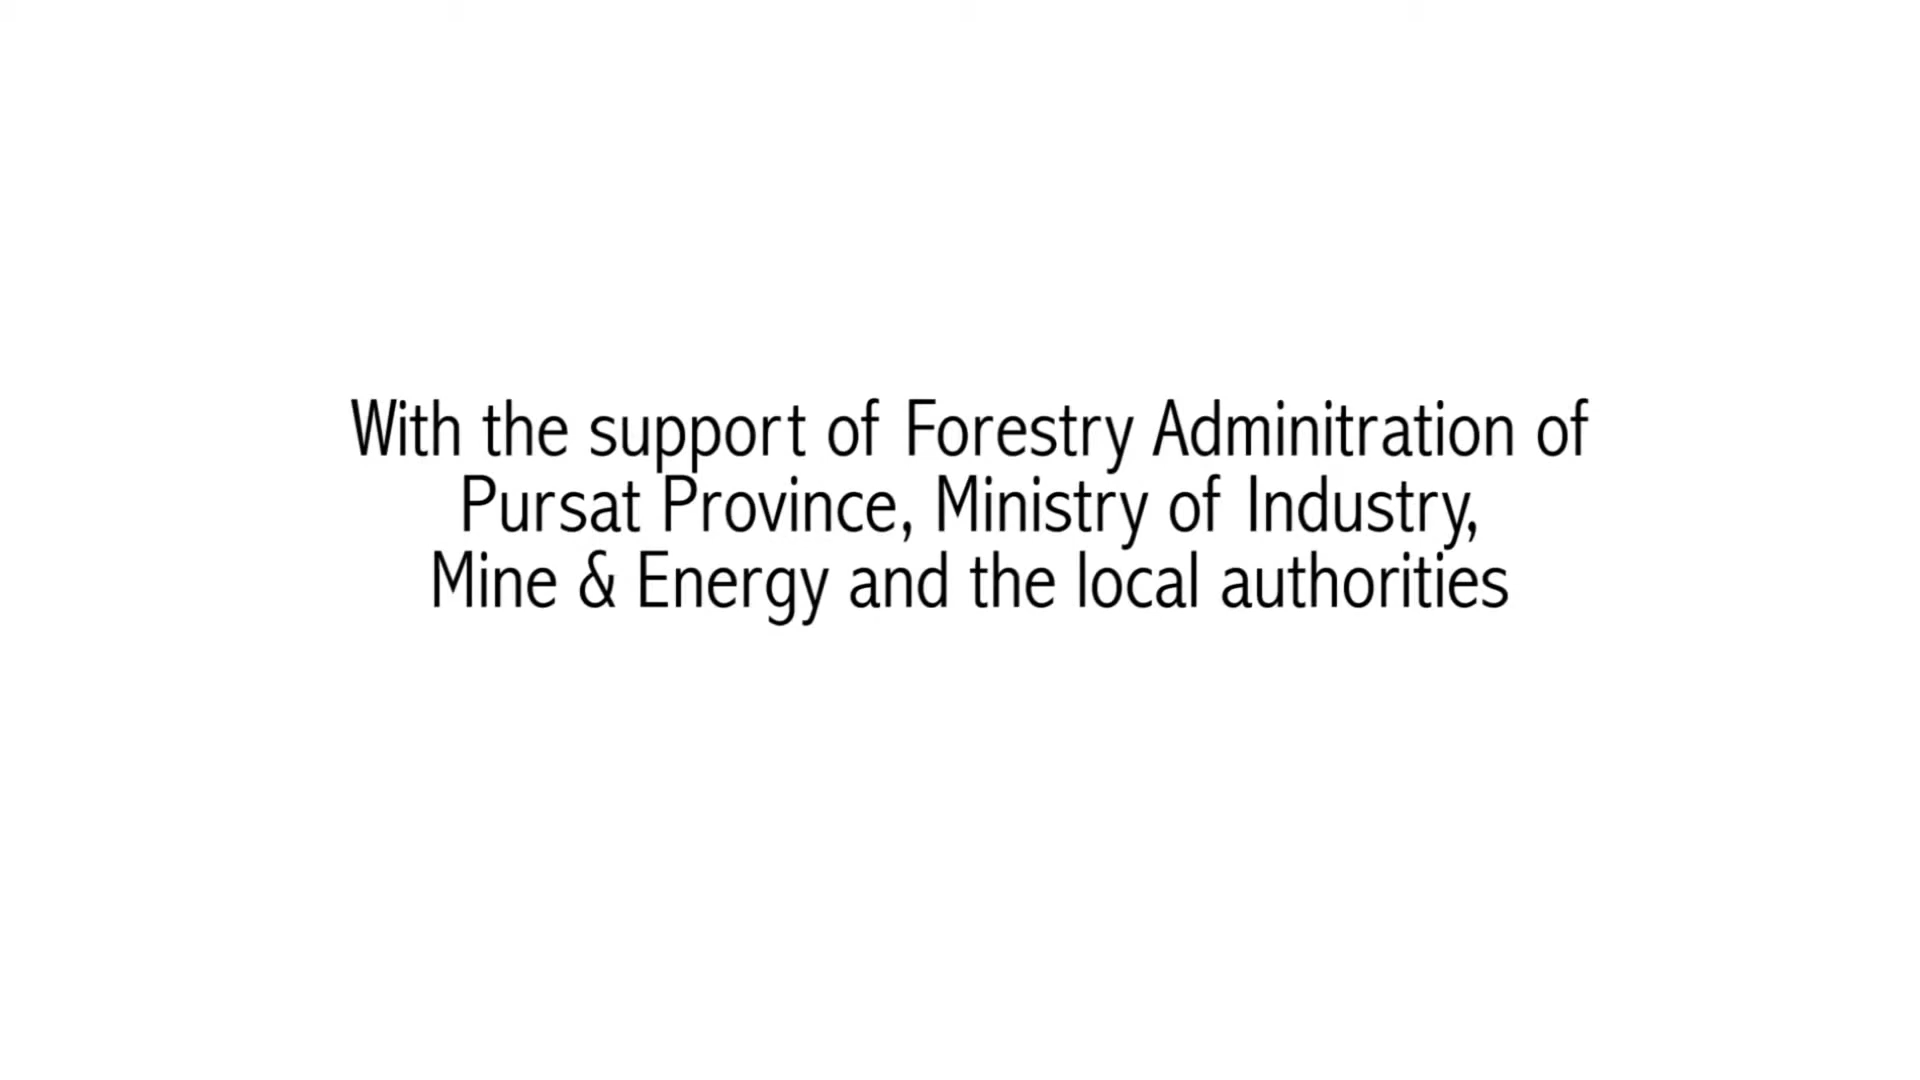 With the support of Forestry Adminitration of
Pursat Province, Ministry of Industry,
Mine & Energy and the local authorities